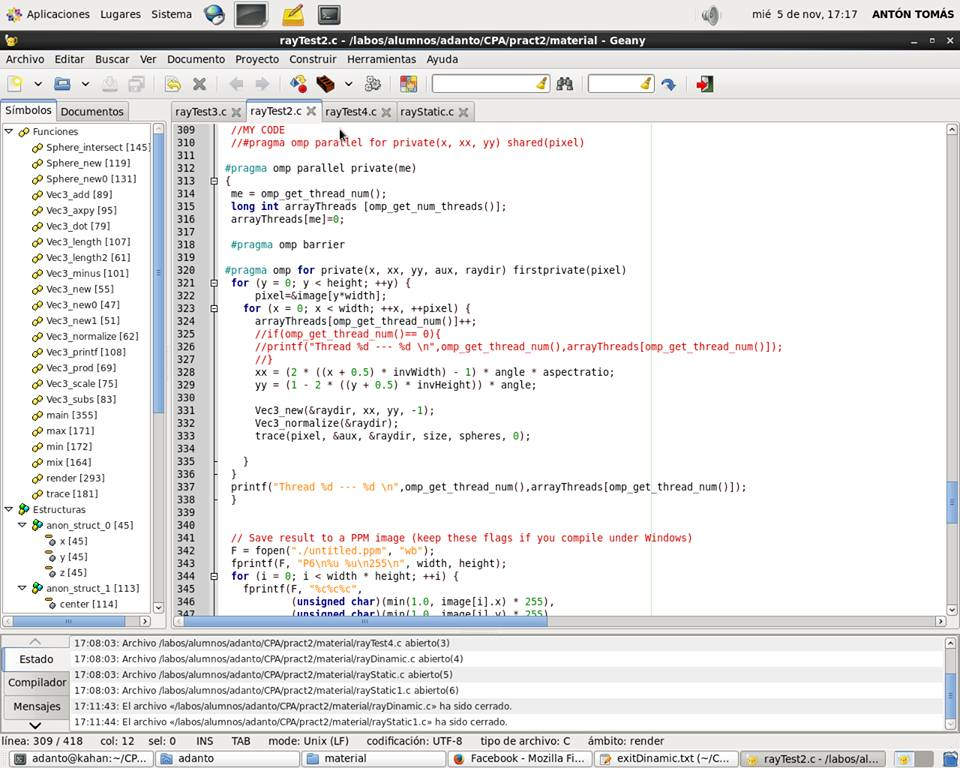 Aplicaciones Lugares Sistema mié 5 de nov, 17:17 ANTÓN TOMÁS
rayTest2.c - /labos/alumnos/adanto/CPA/pract2/material - Geany
Archivo Editar Buscar Ver Documento Proyecto Construir Herramientas Ayuda
Símbolos Documentos
Funciones
Sphere_intersect [145]
Sphere_new [119]
Sphere_new0 [131]
Vec3_add [89]
Vec3_axpy [95]
Vec3_dot [79]
Vec3_length [107]
Vec3_length2 [61]
Vec3_minus [101]
Vec3_new [55]
Vec3_new0 [47]
Vec3_new1 [51]
Vec3_normalize [62]
Vec3_printf [108]
Vec3_prod [69]
Vec3_scale [75]
Vec3_subs [83]
main [355]
max [171]
min [172]
mix [164]
render [293]
trace [181]
Estructuras
anon_struct_0 [45]
x [45]
y [45]
z [45]
anon_struct_1 [113]
center [114]
rayTest3.c rayTest2.c rayTest4.c rayStatic.c
309 //MY CODE
310 //#pragma omp parallel for private(x, xx, yy) shared(pixel)
311
312 #pragma omp parallel private(me)
313 {
314 me = omp_get_thread_num();
315 long int arrayThreads [omp_get_num_threads()];
316 arrayThreads[me]=0;
317
318 #pragma omp barrier
319
320 #pragma omp for private(x, xx, yy, aux, raydir) firstprivate(pixel)
321 for (y = 0; y < height; ++y) {
322 pixel=&image[y*width];
323 for (x = 0; x < width; ++x, ++pixel) {
324 arrayThreads[omp_get_thread_num()]++;
325 //if(omp_get_thread_num()== 0){
326 //printf("Thread %d --- %d \n",omp_get_thread_num(),arrayThreads[omp_get_thread_num()]);
327 //}
328 xx = (2 * ((x + 0.5) * invWidth) - 1) * angle * aspectratio;
329 yy = (1 - 2 * ((y + 0.5) * invHeight)) * angle;
330
331 Vec3_new(&raydir, xx, yy, -1);
332 Vec3_normalize(&raydir);
333 trace(pixel, &aux, &raydir, size, spheres, 0);
334
335 }
336 }
337 printf("Thread %d --- %d \n",omp_get_thread_num(),arrayThreads[omp_get_thread_num()]);
338 }
339
340
341 // Save result to a PPM image (keep these flags if you compile under Windows)
342 F = fopen("./untitled.ppm", "wb");
343 fprintf(F, "P6\n%u %u\n255\n", width, height);
344 for (i = 0; i < width * height; ++i) {
345 fprintf(F, "%c%c%c",
346 (unsigned char)(min(1.0, image[i].x) * 255),
347 (unsigned char)(min(1.0, image[i].y) * 255),
Estado
Compilador
Mensajes
17:08:03: Archivo /labos/alumnos/adanto/CPA/pract2/material/rayTest4.c abierto(3)
17:08:03: Archivo /labos/alumnos/adanto/CPA/pract2/material/rayDinamic.c abierto(4)
17:08:03: Archivo /labos/alumnos/adanto/CPA/pract2/material/rayStatic.c abierto(5)
17:08:03: Archivo /labos/alumnos/adanto/CPA/pract2/material/rayStatic1.c abierto(6)
17:11:43: El archivo «/labos/alumnos/adanto/CPA/pract2/material/rayDinamic.c» ha sido cerrado.
17:11:44: El archivo «/labos/alumnos/adanto/CPA/pract2/material/rayStatic1.c» ha sido cerrado.
línea: 309 / 418 col: 12 sel: 0 INS TAB mode: Unix (LF) codificación: UTF-8 tipo de archivo: C ámbito: render
adanto@kahan:~/CP... adanto material Facebook - Mozilla Fi... exitDinamic.txt (~/C... rayTest2.c - /labos/al...